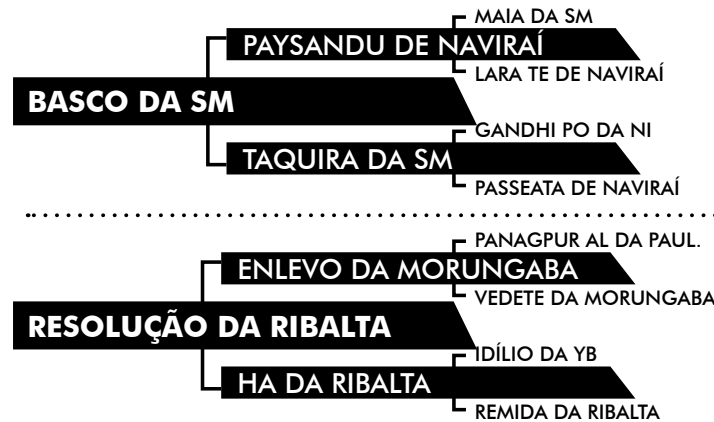 MAIA DA SM
PAYSANDU DE NAVIRAÍ
LARA TE DE NAVIRAÍ
BASCO DA SM
GANDHI PO DA NI
TAQUIRA DA SM
PASSEATA DE NAVIRAÍ
PANAGPUR AL DA PAUL.
ENLEVO DA MORUNGABA
VEDETE DA MORUNGABA
RESOLUÇÃO DA RIBALTA
IDÍLIO DA YB
HA DA RIBALTA
REMIDA DA RIBALTA